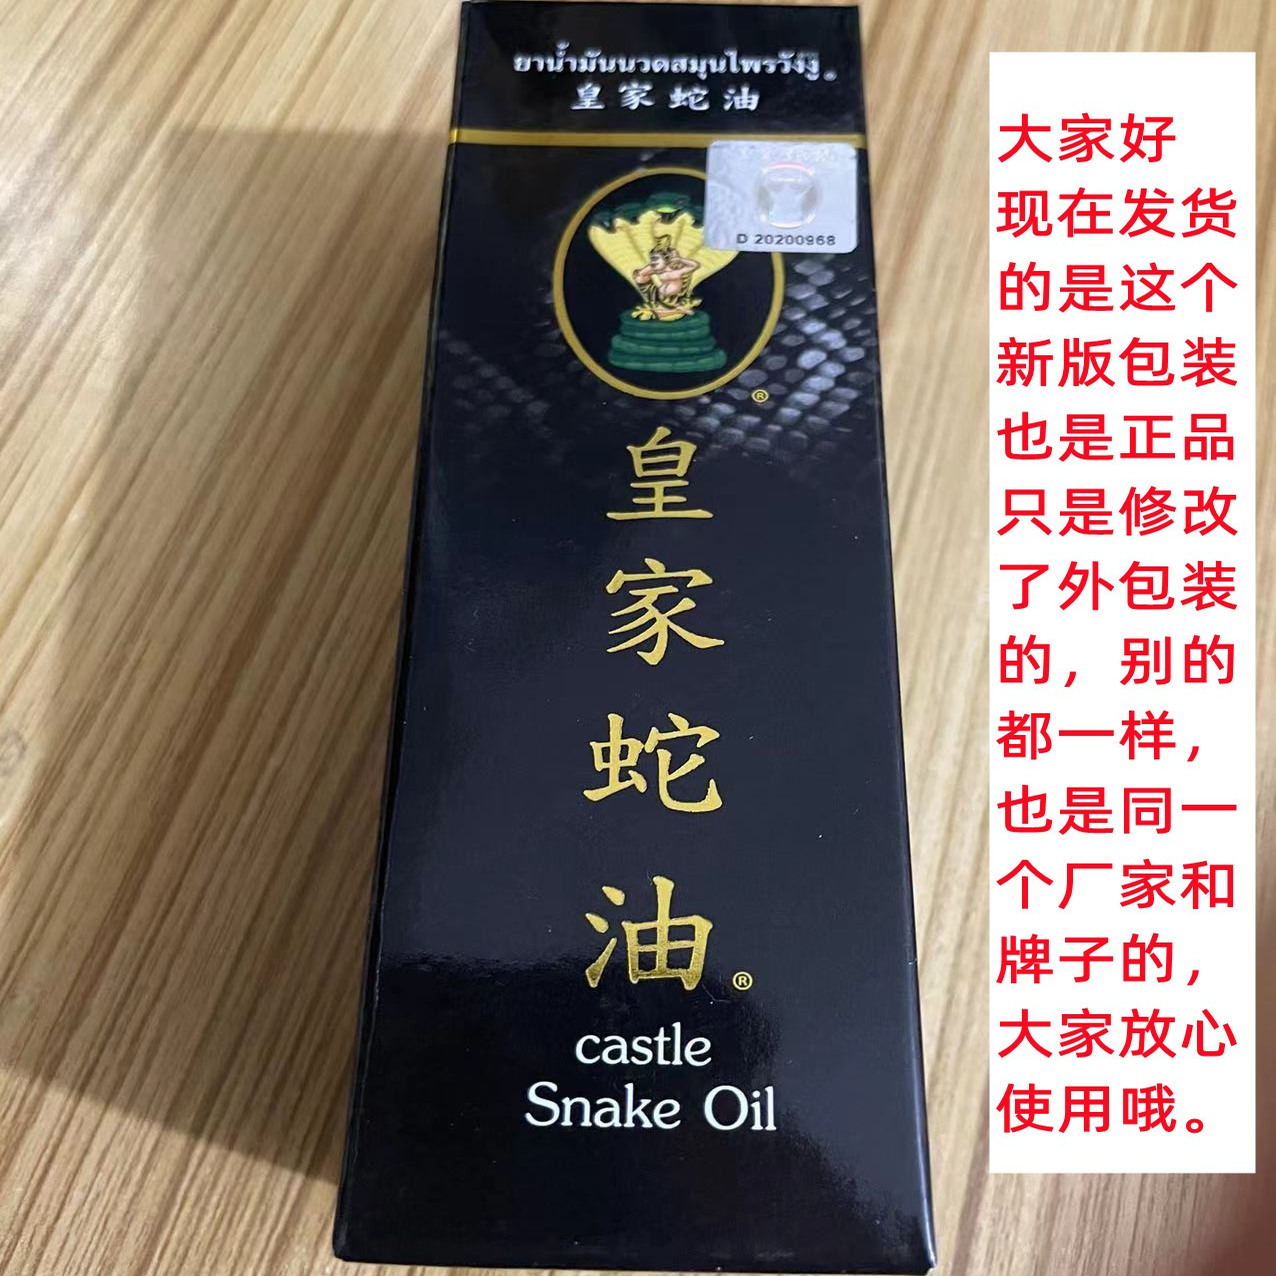 ยาน้ำมันนวดสมุนไพรวังงู®
皇家蛇油
D 20200968
®
皇
家
蛇
油®
castle
Snake Oil
大家好
现在发货
的是这个
新版包装
也是正品
只是修改
了外包装
的，别的
都一样，
也是同一
个厂家和
牌子的，
大家放心
使用哦。